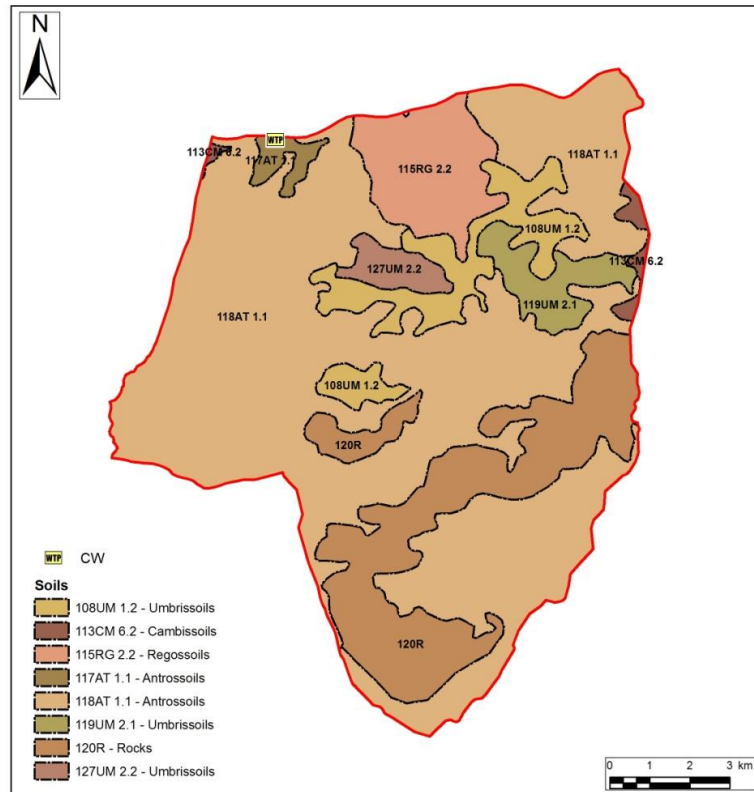 N
WTP
113CM 6.2
117AT 1.1
118AT 1.1
115RG 2.2
108UM 1.2
127UM 2.2
113CM 6.2
119UM 2.1
118AT 1.1
108UM 1.2
120R
120R
WTP CW
Soils
108UM 1.2 - Umbrissoils
113CM 6.2 - Cambissoils
115RG 2.2 - Regossoils
117AT 1.1 - Antrossoils
118AT 1.1 - Antrossoils
119UM 2.1 - Umbrissoils
120R - Rocks
127UM 2.2 - Umbrissoils
0 1 2 3 km